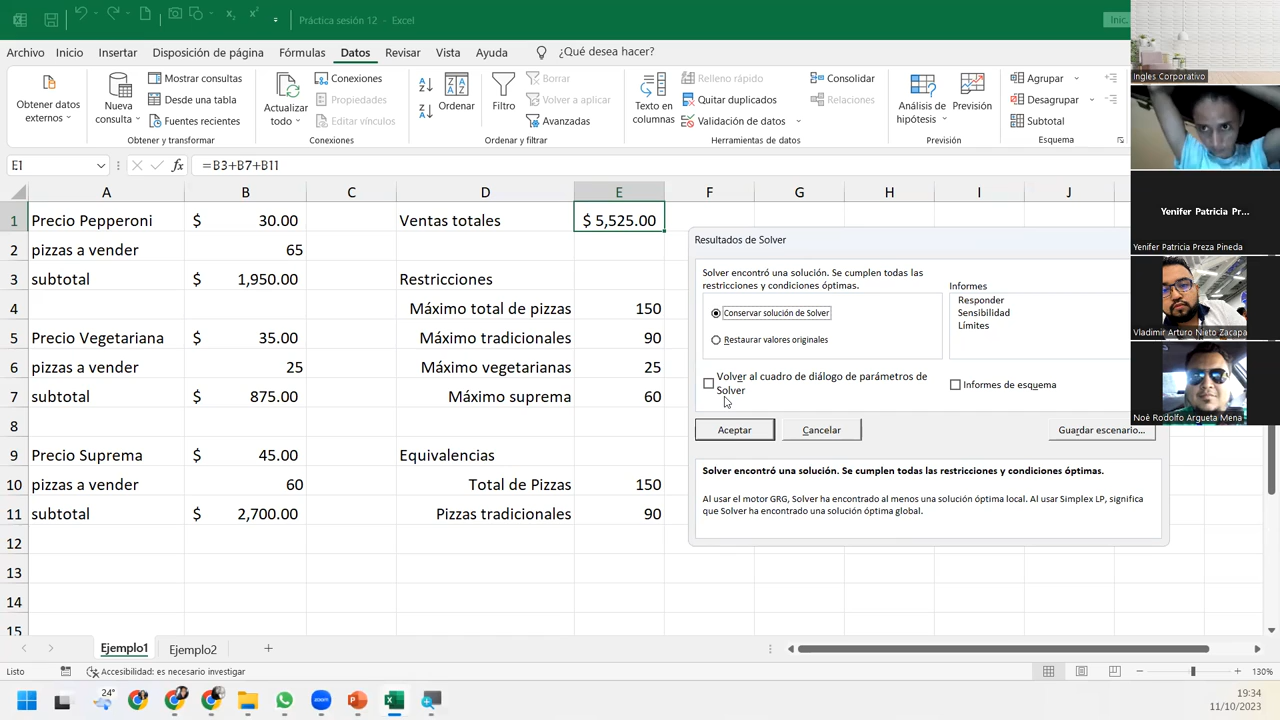 Práctica sesión 12 - Excel
Inic
Archivo Inicio Insertar Disposición de página Fórmulas Datos Revisar Vista Ayuda ¿Qué desea hacer?
Obtener datos externos
Nueva consulta
Mostrar consultas
Desde una tabla
Fuentes recientes
Obtener y transformar
Actualizar todo
Conexiones
Propiedades
Editar vínculos
Conexiones
Ordenar
Filtro
Borrar
Volver a aplicar
Avanzadas
Ordenar y filtrar
Texto en columnas
Relleno rápido
Quitar duplicados
Validación de datos
Consolidar
Relaciones
Herramientas de datos
Análisis de hipótesis
Previsión
Previsión
Agrupar
Desagrupar
Subtotal
Esquema
E1
fx
=B3+B7+B11
A B C D E F G H I J
1 Precio Pepperoni $ 30.00 Ventas totales $ 5,525.00
2 pizzas a vender 65
3 subtotal $ 1,950.00 Restricciones
4 Máximo total de pizzas 150
5 Precio Vegetariana $ 35.00 Máximo tradicionales 90
6 pizzas a vender 25 Máximo vegetarianas 25
7 subtotal $ 875.00 Máximo suprema 60
8
9 Precio Suprema $ 45.00 Equivalencias
10 pizzas a vender 60 Total de Pizzas 150
11 subtotal $ 2,700.00 Pizzas tradicionales 90
12
13
14
15
Resultados de Solver
Solver encontró una solución. Se cumplen todas las
restricciones y condiciones óptimas.
Conservar solución de Solver
Restaurar valores originales
Informes
Responder
Sensibilidad
Límites
Volver al cuadro de diálogo de parámetros de
Solver
Informes de esquema
Aceptar
Cancelar
Guardar escenario...
Solver encontró una solución. Se cumplen todas las restricciones y condiciones óptimas.
Al usar el motor GRG, Solver ha encontrado al menos una solución óptima local. Al usar Simplex LP, significa
que Solver ha encontrado una solución óptima global.
Ingles Corporativo
Yenifer Patricia Pr...
Yenifer Patricia Preza Pineda
Vladimir Arturo Nieto Zacapa
Noé Rodolfo Argueta Mena
Ejemplo1 Ejemplo2
Listo
Accesibilidad: es necesario investigar
130%
24°
zoom
19:34
11/10/2023